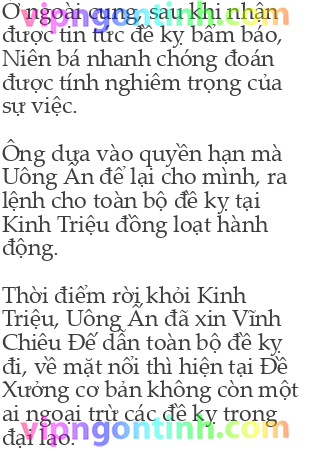 Ở ngoài cung, sau khi nhận
được tin tức đề kỵ bẩm báo,
Niên bá nhanh chóng đoán
được tính nghiêm trọng của
sự việc.
Ông dựa vào quyền hạn mà
Uông Ấn để lại cho mình, ra
lệnh cho toàn bộ đề kỵ tại
Kinh Triệu đồng loạt hành
động.
Thời điểm rời khỏi Kinh
Triệu, Uông Ấn đã xin Vĩnh
Chiêu Đế dẫn toàn bộ đề kỵ
đi, về mặt nổi thì hiện tại Đề
Xưởng cơ bản không còn một
ai ngoại trừ các đề kỵ trong
đại lao.
vipngontinh.com
vipngontinh.com